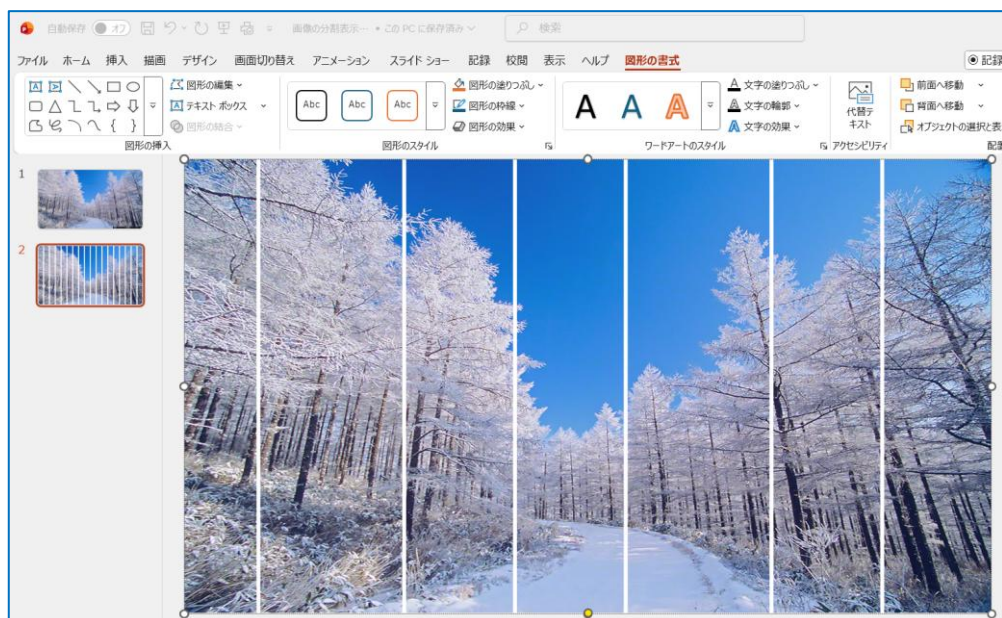 自動保存 オフ 画像の分割表示… • この PC に保存済み 検索
ファイル ホーム 挿入 描画 デザイン 画面切り替え アニメーション スライド ショー 記録 校閲 表示 ヘルプ 図形の書式 記録
図形の編集 Abc Abc Abc 図形の塗りつぶし A A A 文字の塗りつぶし 代替テ 前面へ移動
テキスト ボックス 図形の枠線 文字の輪郭 キスト 背面へ移動
図形の結合 図形の効果 文字の効果 オブジェクトの選択と表
図形の挿入 図形のスタイル ワードアートのスタイル アクセシビリティ 配置
1
2